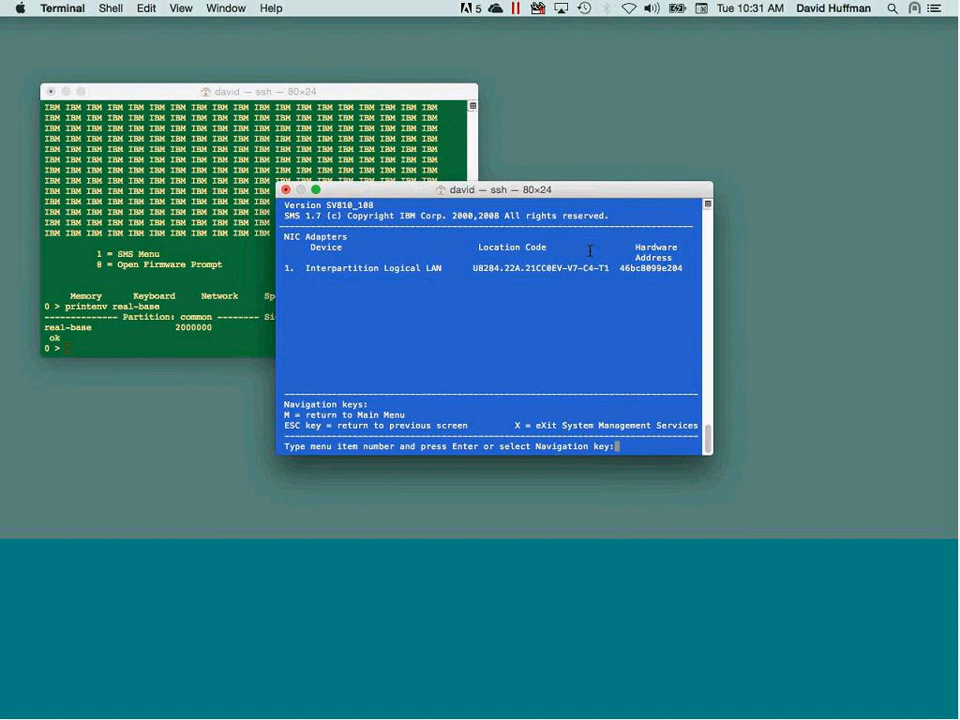 Terminal Shell Edit View Window Help 5 Tue 10:31 AM David Huffman
david — ssh — 80×24
IBM IBM IBM IBM IBM IBM IBM IBM IBM IBM IBM IBM IBM IBM IBM IBM IBM IBM IBM
IBM IBM IBM IBM IBM IBM IBM IBM IBM IBM IBM IBM IBM IBM IBM IBM IBM IBM IBM
IBM IBM IBM IBM IBM IBM IBM IBM IBM IBM IBM IBM IBM IBM IBM IBM IBM IBM IBM
IBM IBM IBM IBM IBM IBM IBM IBM IBM IBM IBM IBM IBM IBM IBM IBM IBM IBM IBM
IBM IBM IBM IBM IBM IBM IBM IBM IBM IBM IBM IBM IBM IBM IBM IBM IBM IBM IBM
IBM IBM IBM IBM IBM IBM IBM IBM IBM IBM IBM IBM IBM IBM IBM IBM IBM IBM IBM
IBM IBM IBM IBM IBM IBM IBM IBM IBM IBM IBM IBM IBM IBM IBM IBM IBM IBM IBM
IBM IBM IBM IBM IBM IBM IBM IBM IBM IBM IBM
IBM IBM IBM IBM IBM IBM IBM IBM IBM IBM IBM
IBM IBM IBM IBM IBM IBM IBM IBM IBM IBM IBM
IBM IBM IBM IBM IBM IBM IBM IBM IBM IBM IBM
IBM IBM IBM IBM IBM IBM IBM IBM IBM IBM IBM
IBM IBM IBM IBM IBM IBM IBM IBM IBM IBM IBM
1 = SMS Menu
8 = Open Firmware Prompt
Memory Keyboard Network Sp
0 > printenv real-base
-------------- Partition: common -------- Si
real-base 2000000
ok
0 >
david — ssh — 80×24
Version SV810_108
SMS 1.7 (c) Copyright IBM Corp. 2000,2008 All rights reserved.
NIC Adapters
Device Location Code Hardware
Address
1. Interpartition Logical LAN U8284.22A.21CC0EV-V7-C4-T1 46bc8099e204
Navigation keys:
M = return to Main Menu
ESC key = return to previous screen X = eXit System Management Services
Type menu item number and press Enter or select Navigation key: